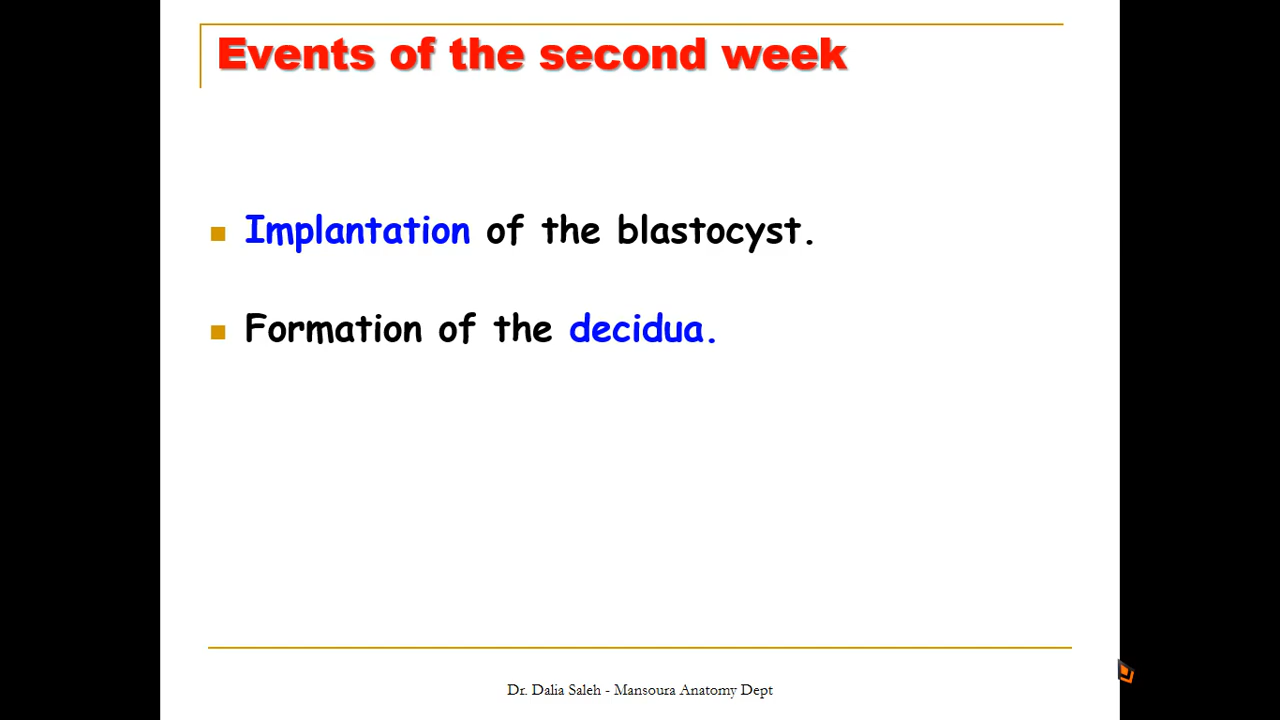 Events of the second week
Implantation of the blastocyst.
Formation of the decidua.
Dr. Dalia Saleh - Mansoura Anatomy Dept